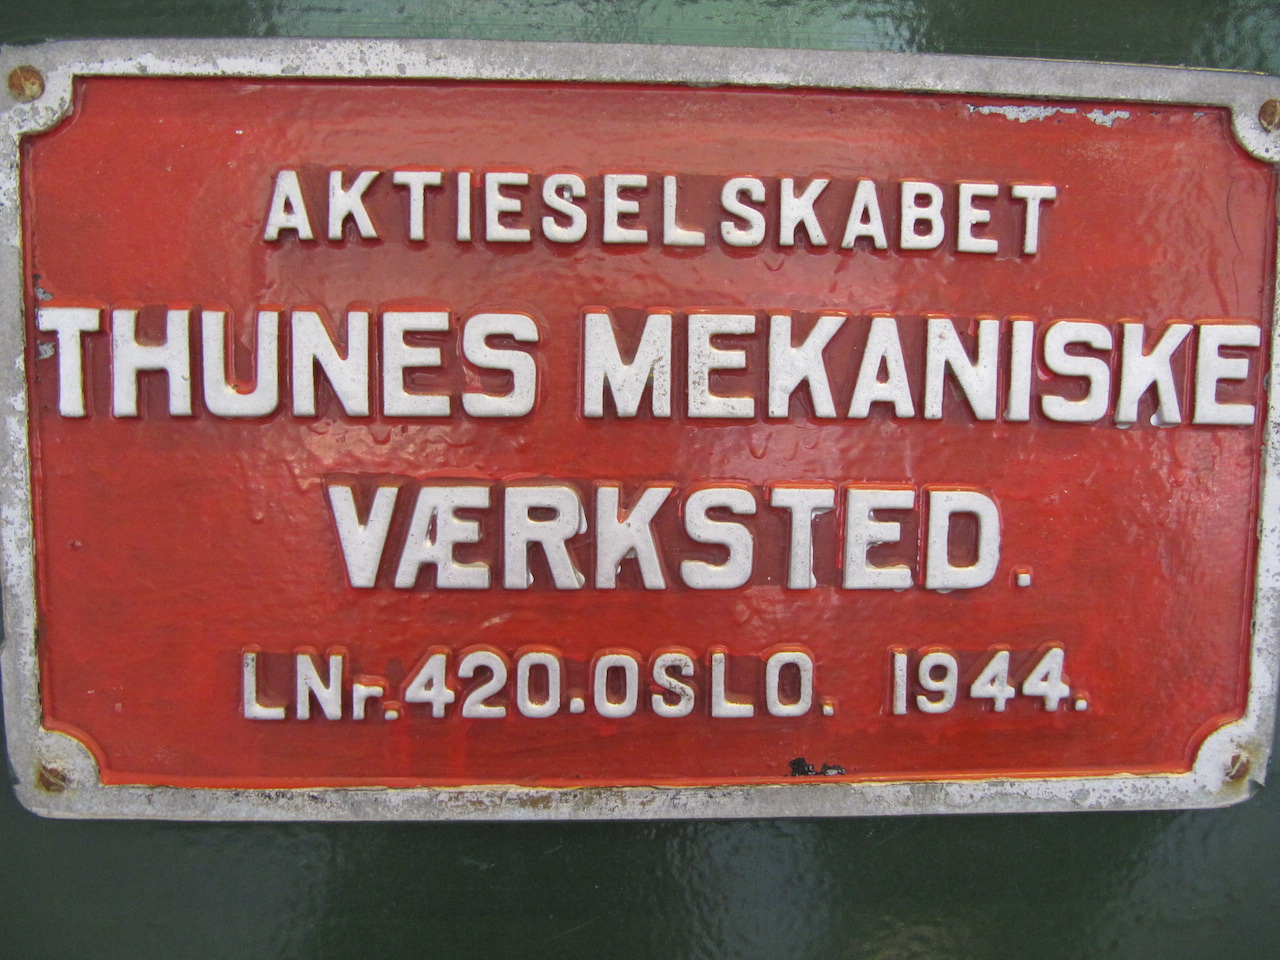 AKTIESELSKABET
THUNES MEKANISKE
VÆRKSTED.
LNr. 420. OSLO. 1944.